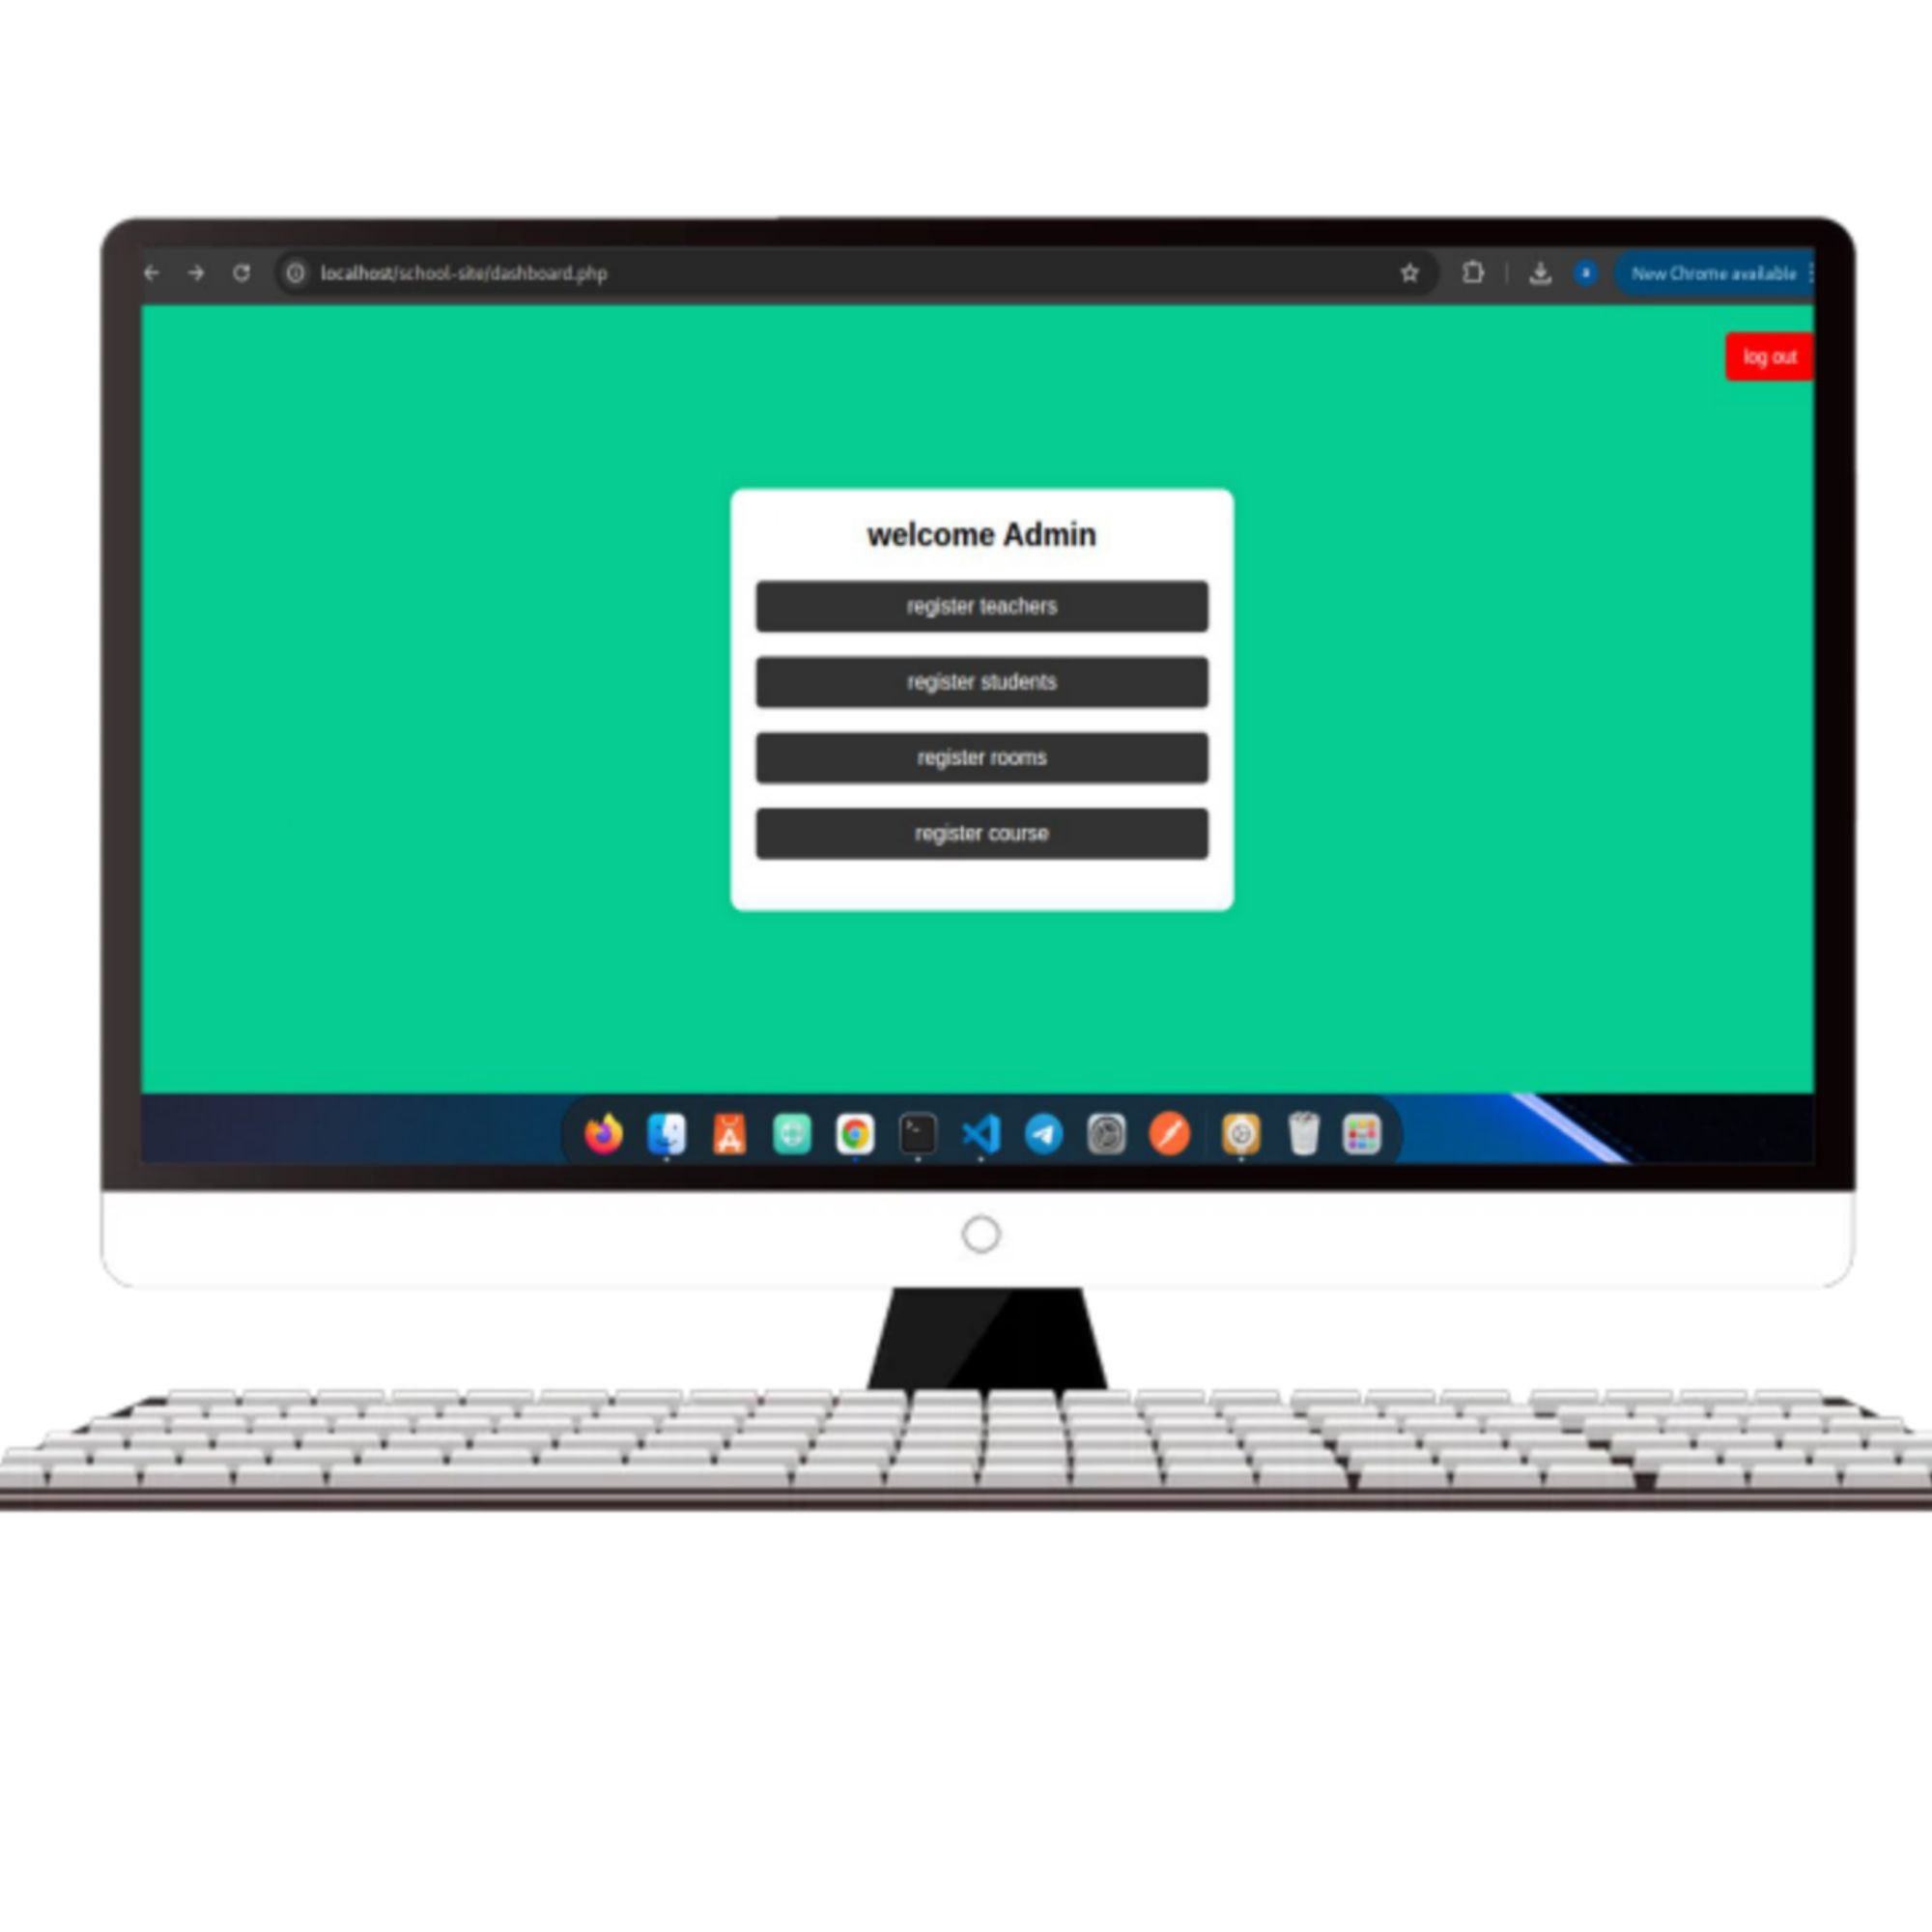 localhost/school-site/dashboard.php
New Chrome available
log out
welcome Admin
register teachers
register students
register rooms
register course